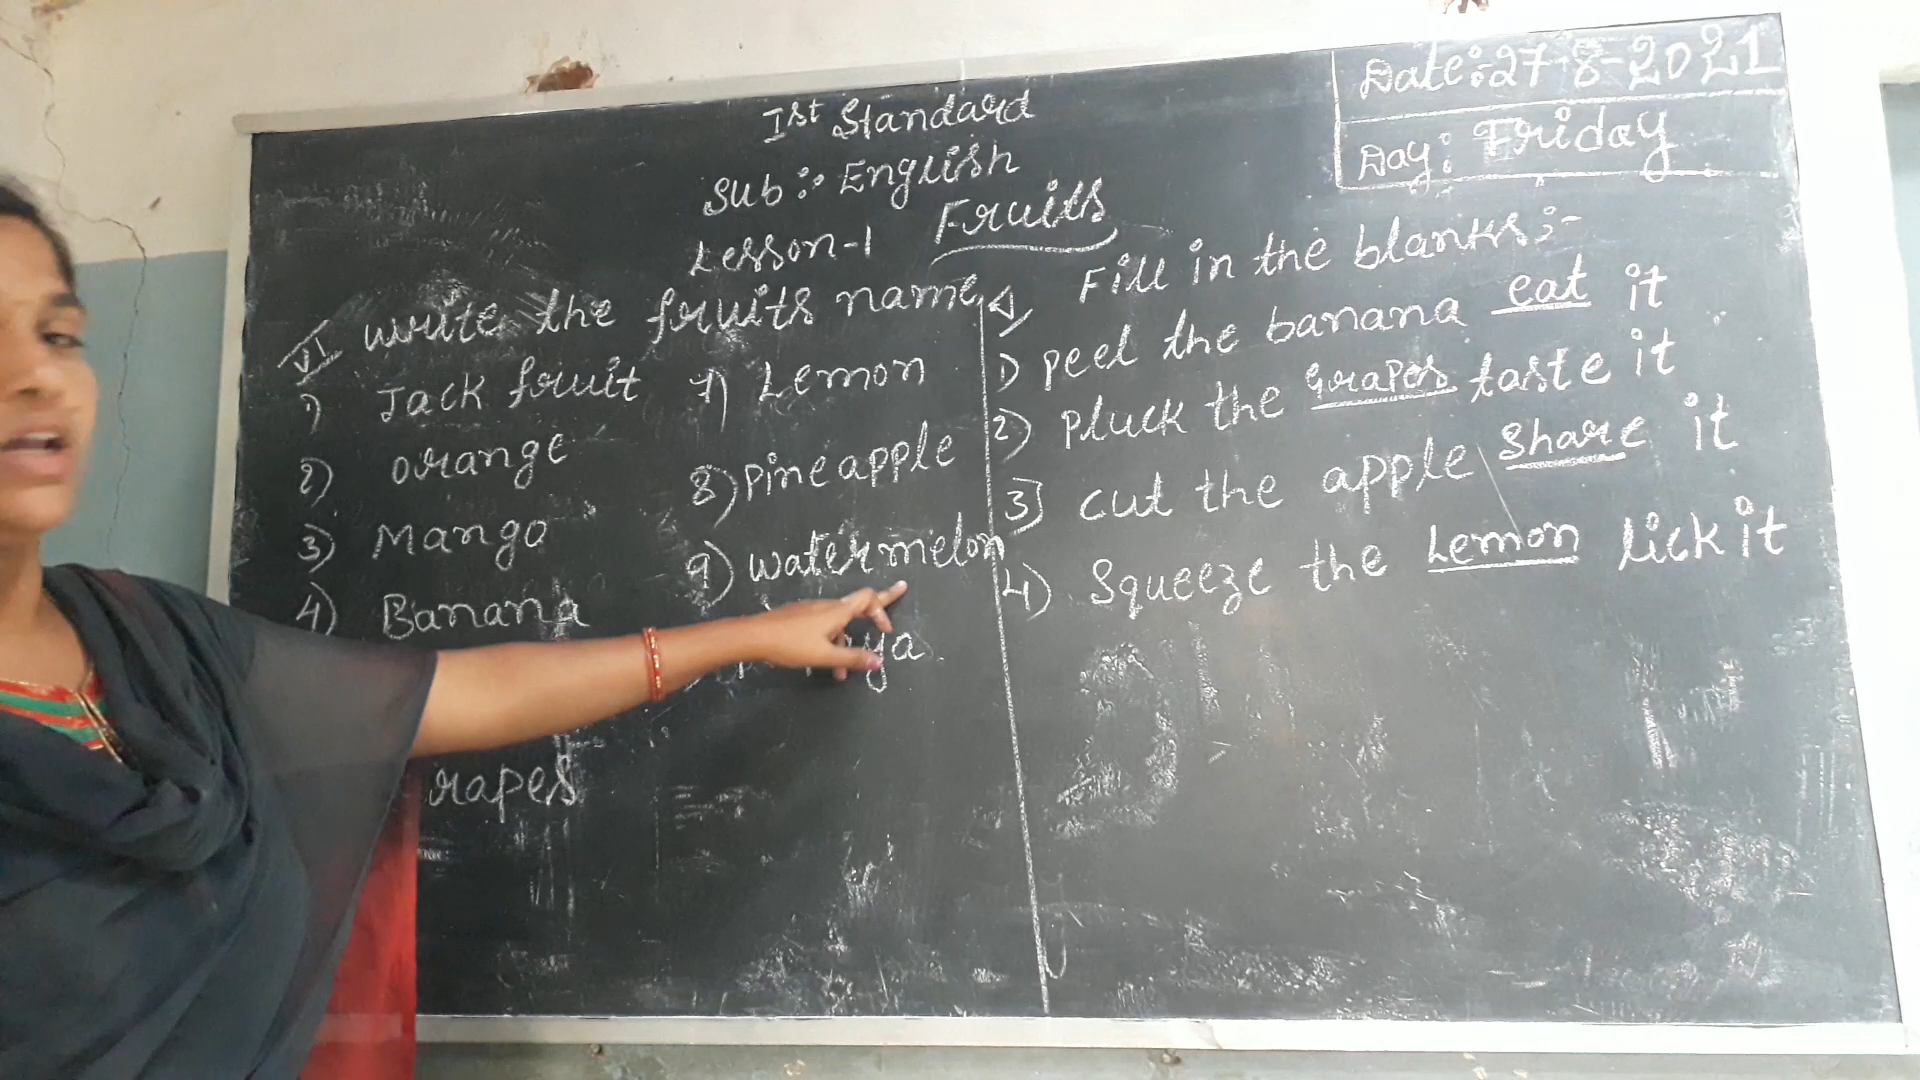 Date: 27-8-2021
Day: Friday
Ist Standard
Sub: English
Lesson-1 Fruits
VI write the fruits name
1) Jack fruit
2) orange
3) Mango
4) Banana
rapes
7) Lemon
8) pineapple
9) watermelon
ya
Fill in the blanks:-
1) peel the banana eat it
2) pluck the Grapes taste it
3) cut the apple share it
4) Squeeze the Lemon lick it